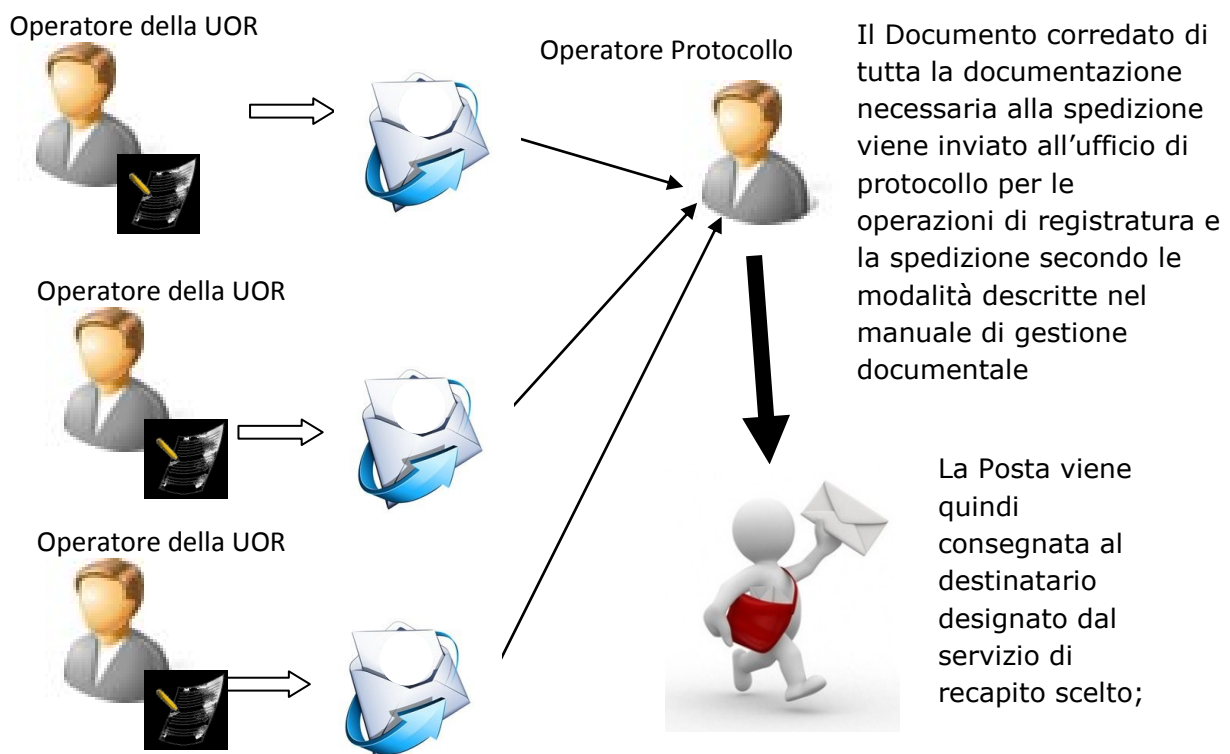 Operatore della UOR
Operatore Protocollo
Il Documento corredato di
tutta la documentazione
necessaria alla spedizione
viene inviato all’ufficio di
protocollo per le
operazioni di registratura e
la spedizione secondo le
modalità descritte nel
manuale di gestione
documentale
Operatore della UOR
Operatore della UOR
La Posta viene
quindi
consegnata al
destinatario
designato dal
servizio di
recapito scelto;